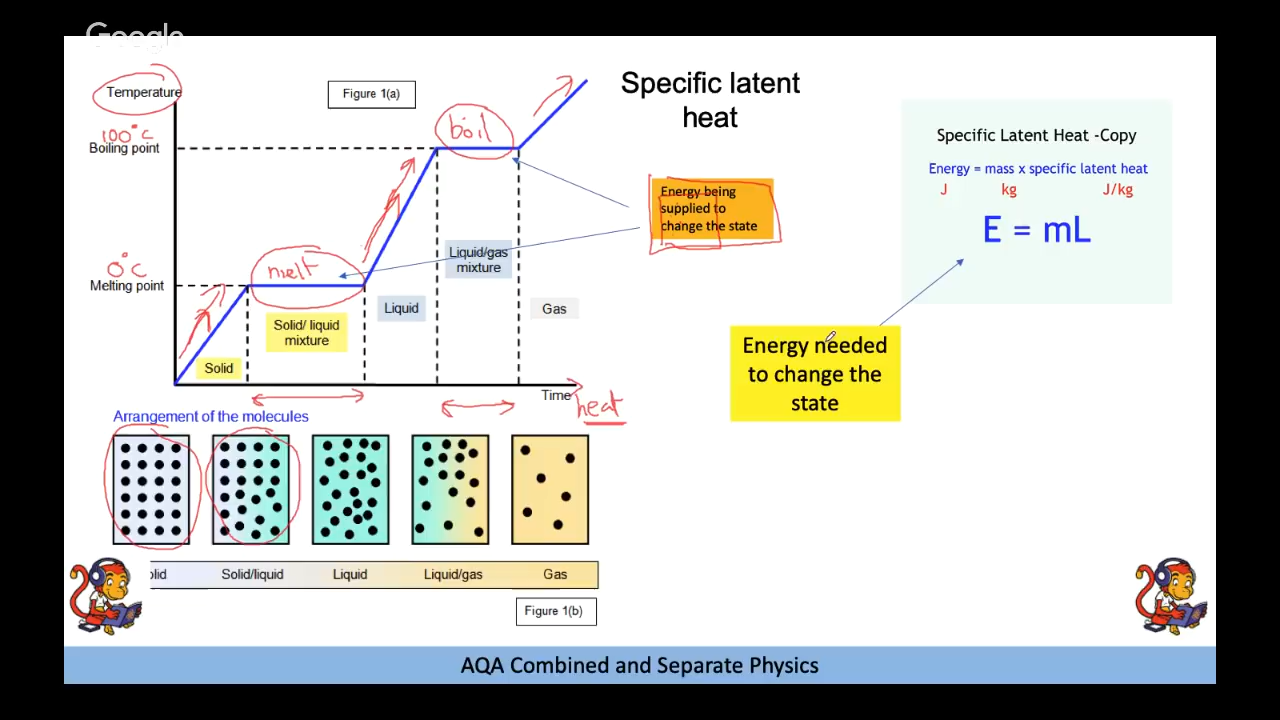 Google
Temperature
Figure 1(a)
Specific latent
heat
100°C
Boiling point
boil
Energy being
supplied to
change the state
Specific Latent Heat -Copy
Energy = mass x specific latent heat
J kg J/kg
E = mL
0°C
Melting point
melt
Liquid/gas
mixture
Solid/ liquid
mixture
Liquid
Gas
Solid
Energy needed
to change the
state
Time
heat
Arrangement of the molecules
olid Solid/liquid Liquid Liquid/gas Gas
Figure 1(b)
AQA Combined and Separate Physics